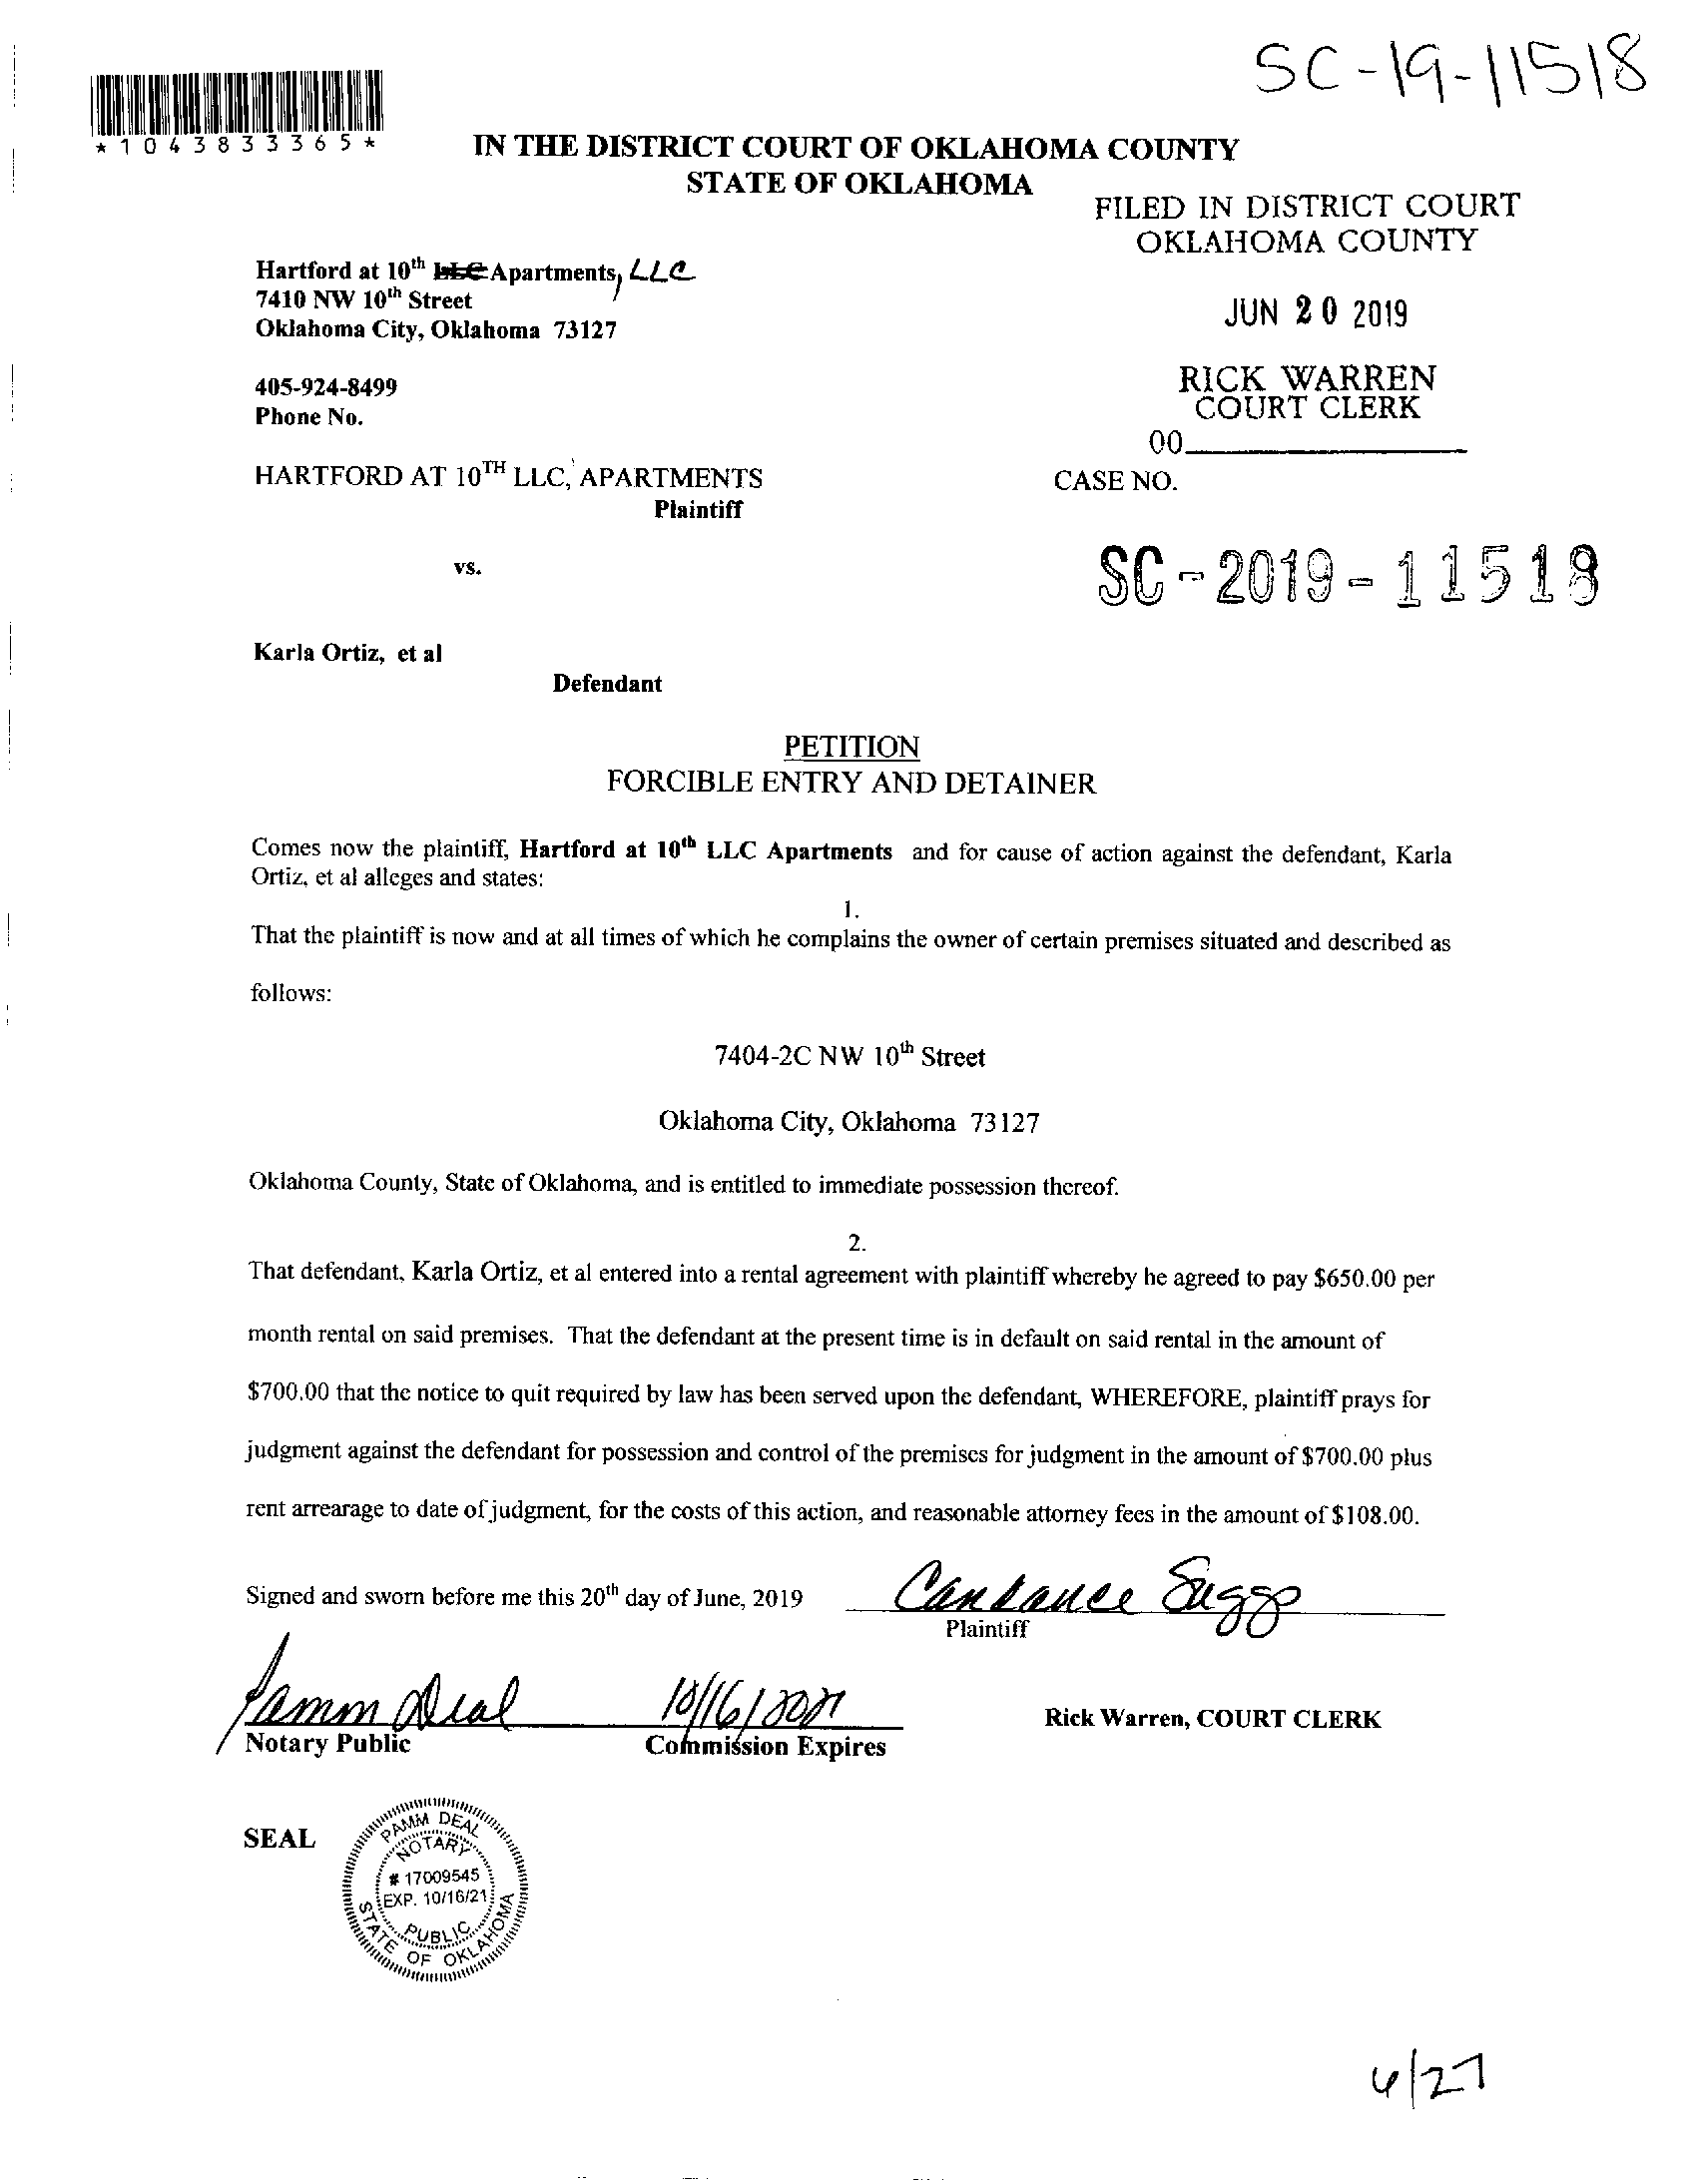 SC-19-11518
*1043833365*
IN THE DISTRICT COURT OF OKLAHOMA COUNTY
STATE OF OKLAHOMA
FILED IN DISTRICT COURT
OKLAHOMA COUNTY
Hartford at 10th LLC Apartments, LLC
7410 NW 10th Street
Oklahoma City, Oklahoma 73127
JUN 20 2019
405-924-8499
Phone No.
RICK WARREN
COURT CLERK
00
HARTFORD AT 10TH LLC, APARTMENTS
CASE NO.
Plaintiff
vs.
SC-2019-11518
Karla Ortiz, et al
Defendant
PETITION
FORCIBLE ENTRY AND DETAINER
Comes now the plaintiff, Hartford at 10th LLC Apartments and for cause of action against the defendant, Karla
Ortiz, et al alleges and states:
1.
That the plaintiff is now and at all times of which he complains the owner of certain premises situated and described as
follows:
7404-2C NW 10th Street
Oklahoma City, Oklahoma 73127
Oklahoma County, State of Oklahoma, and is entitled to immediate possession thereof.
2.
That defendant, Karla Ortiz, et al entered into a rental agreement with plaintiff whereby he agreed to pay $650.00 per
month rental on said premises. That the defendant at the present time is in default on said rental in the amount of
$700.00 that the notice to quit required by law has been served upon the defendant, WHEREFORE, plaintiff prays for
judgment against the defendant for possession and control of the premises for judgment in the amount of $700.00 plus
rent arrearage to date of judgment, for the costs of this action, and reasonable attorney fees in the amount of $108.00.
Signed and sworn before me this 20th day of June, 2019
Candance Suggs
Plaintiff
Pamm Deal
10/16/2021
Rick Warren, COURT CLERK
Notary Public
Commission Expires
SEAL
PAMM DEAL
NOTARY
# 17009545
EXP. 10/16/21
PUBLIC
STATE OF OKLAHOMA
6/27